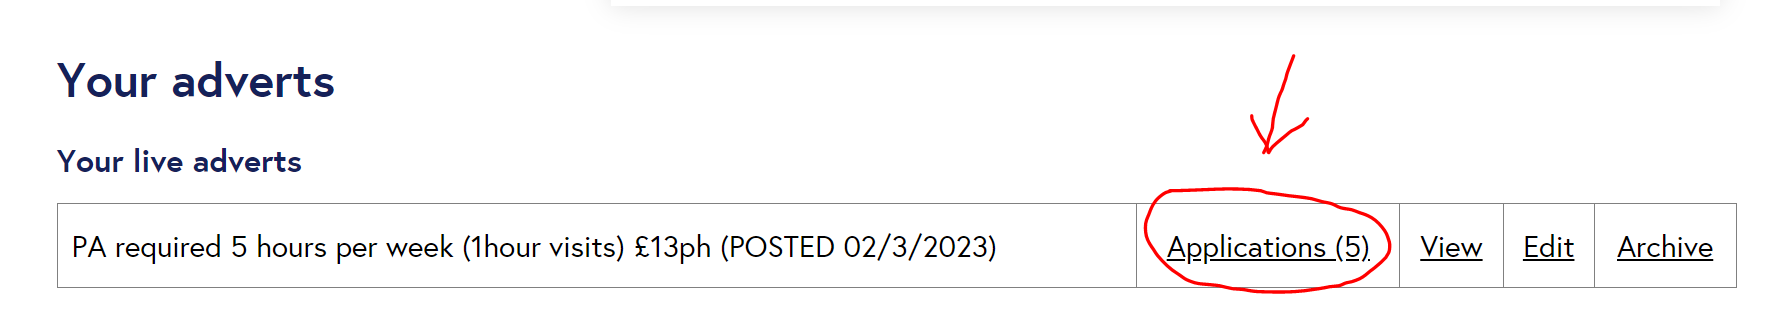 Your adverts
Your live adverts
PA required 5 hours per week (1hour visits) £13ph (POSTED 02/3/2023) Applications (5) View Edit Archive